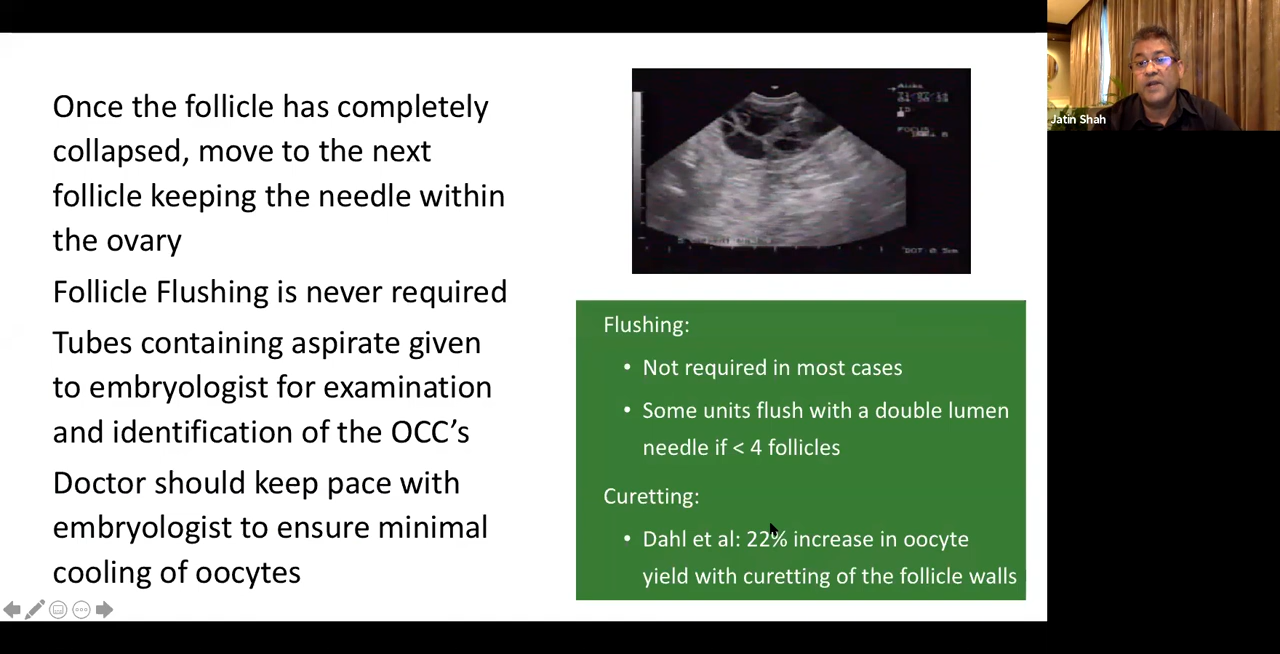 Once the follicle has completely
collapsed, move to the next
follicle keeping the needle within
the ovary
Follicle Flushing is never required
Tubes containing aspirate given
to embryologist for examination
and identification of the OCC's
Doctor should keep pace with
embryologist to ensure minimal
cooling of oocytes
Flushing:
• Not required in most cases
• Some units flush with a double lumen
needle if < 4 follicles
Curetting:
• Dahl et al: 22% increase in oocyte
yield with curetting of the follicle walls
Jatin Shah